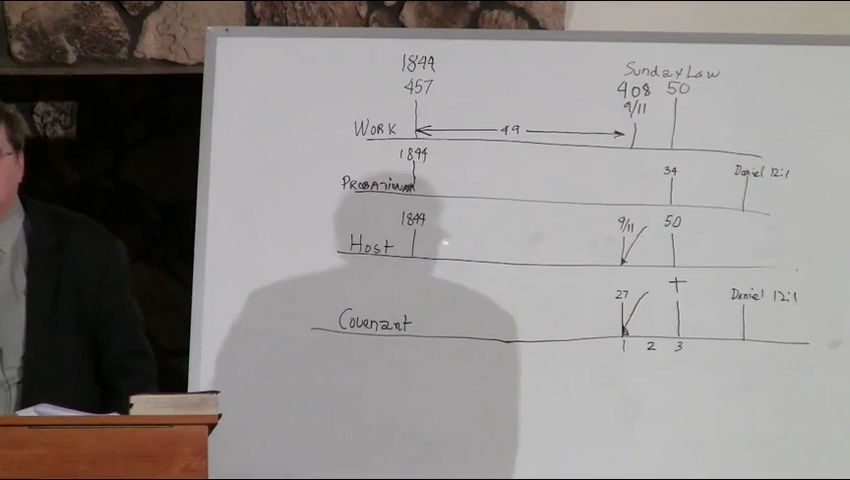 1844
Sunday Law
457
408
50
9/11
WORK
49
1844
34
Daniel 12:1
PROBATION
1844
9/11
50
HOST
27
Daniel 12:1
Covenant
1 2 3